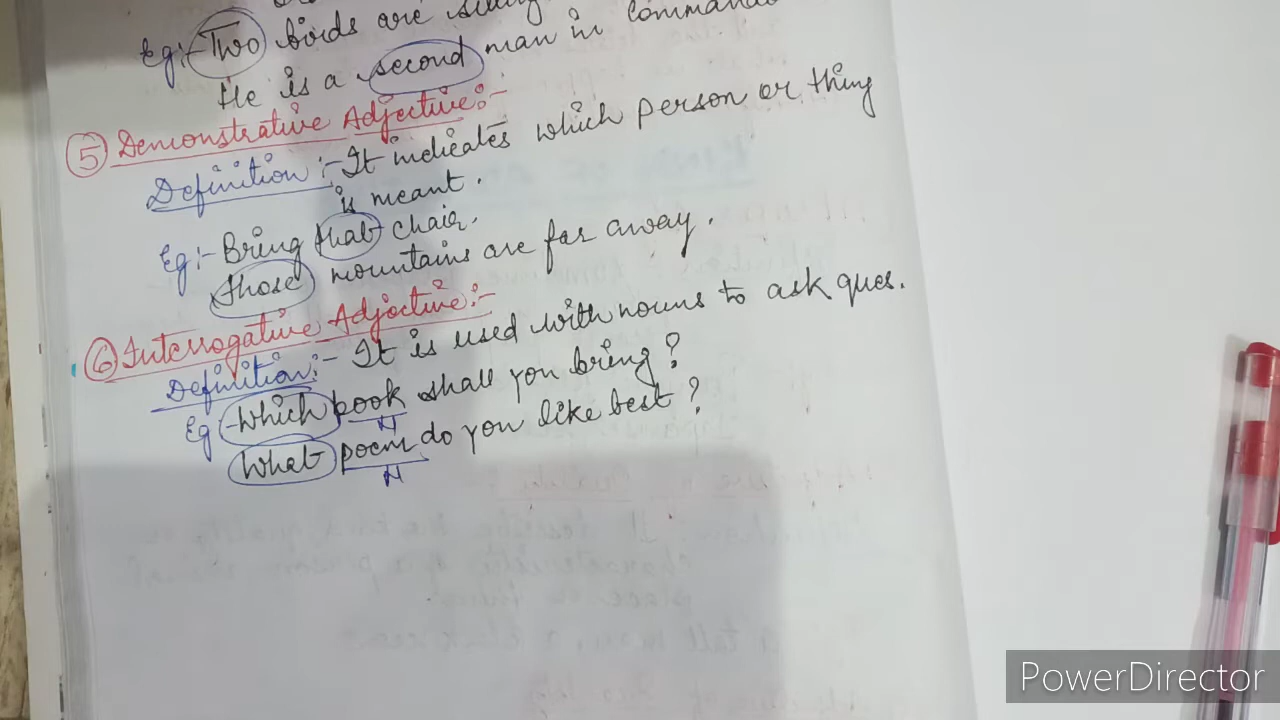 Eg:- Two birds are
He is a second man in command
⑤ Demonstrative Adjective:-
Definition:- It indicates which person or thing
is meant.
Eg:- Bring that chair.
those mountains are far away.
⑥ Interrogative Adjective:-
Definition:- It is used with nouns to ask ques.
Eg:- Which book shall you bring?
N
What poem do you like best?
N
PowerDirector